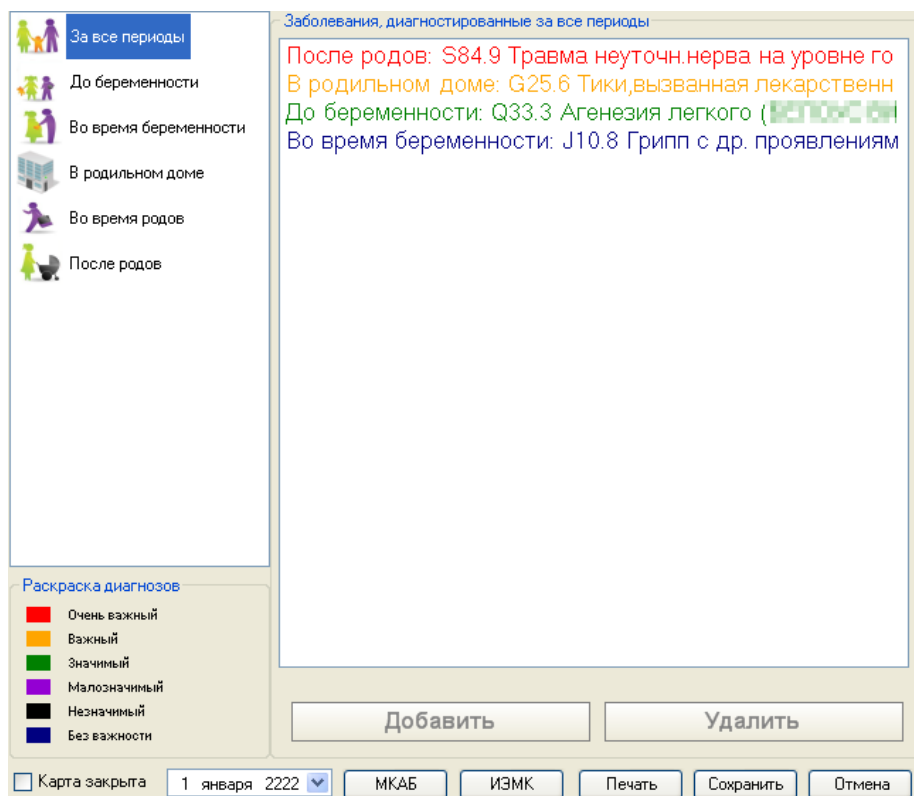 За все периоды
До беременности
Во время беременности
В родильном доме
Во время родов
После родов
Заболевания, диагностированные за все периоды
После родов: S84.9 Травма неуточн.нерва на уровне го
В родильном доме: G25.6 Тики,вызванная лекарственн
До беременности: Q33.3 Агенезия легкого (
Во время беременности: J10.8 Грипп с др. проявлениям
Раскраска диагнозов
Очень важный
Важный
Значимый
Малозначимый
Незначимый
Без важности
Добавить Удалить
Карта закрыта 1 января 2222 МКАБ ИЭМК Печать Сохранить Отмена